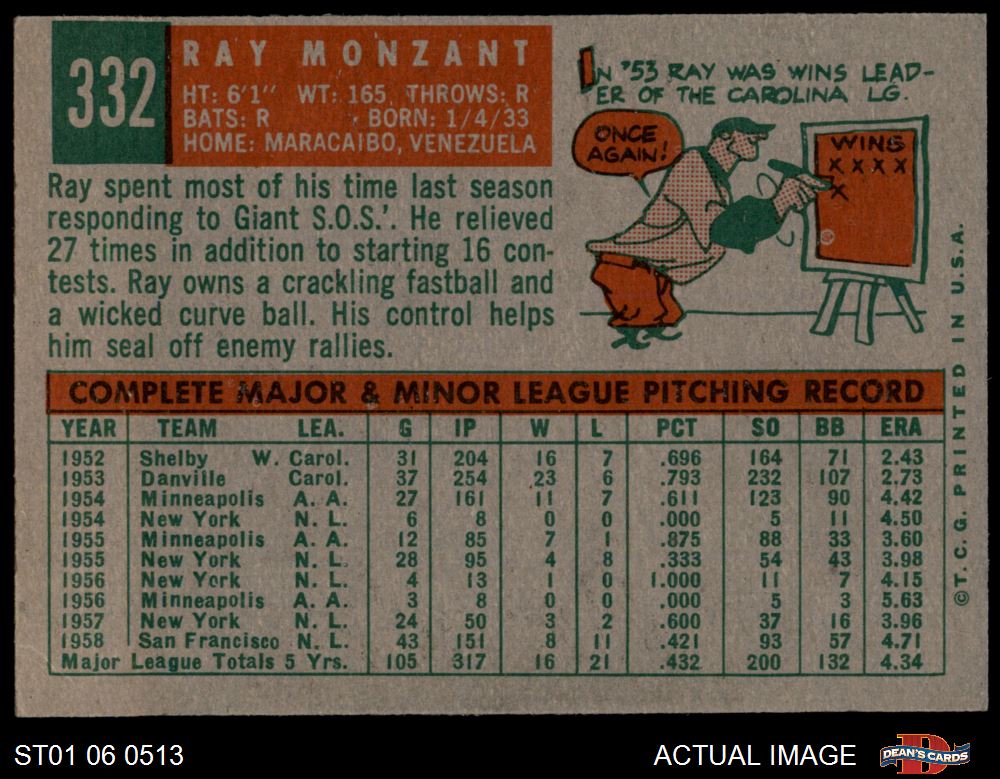 332
RAY MONZANT
HT: 6'1" WT: 165 THROWS: R
BATS: R BORN: 1/4/33
HOME: MARACAIBO, VENEZUELA
IN '53 RAY WAS WINS LEAD-
ER OF THE CAROLINA LG.
ONCE
AGAIN!
WINS
X X X X
X
Ray spent most of his time last season
responding to Giant S.O.S.'. He relieved
27 times in addition to starting 16 con-
tests. Ray owns a crackling fastball and
a wicked curve ball. His control helps
him seal off enemy rallies.
COMPLETE MAJOR & MINOR LEAGUE PITCHING RECORD
YEAR TEAM LEA. G IP W L PCT SO BB ERA
1952 Shelby W. Carol. 31 204 16 7 .696 164 71 2.43
1953 Danville Carol. 37 254 23 6 .793 232 107 2.73
1954 Minneapolis A. A. 27 161 11 7 .611 123 90 4.42
1954 New York N. L. 6 8 0 0 .000 5 11 4.50
1955 Minneapolis A. A. 12 85 7 1 .875 88 33 3.60
1955 New York N. L. 28 95 4 8 .333 54 43 3.98
1956 New York N. L. 4 13 1 0 1.000 11 7 4.15
1956 Minneapolis A. A. 3 8 0 0 .000 5 3 5.63
1957 New York N. L. 24 50 3 2 .600 37 16 3.96
1958 San Francisco N. L. 43 151 8 11 .421 93 57 4.71
Major League Totals 5 Yrs. 105 317 16 21 .432 200 132 4.34
©T. C. G. PRINTED IN U.S.A.
ST01 06 0513
ACTUAL IMAGE
DEAN'S CARDS